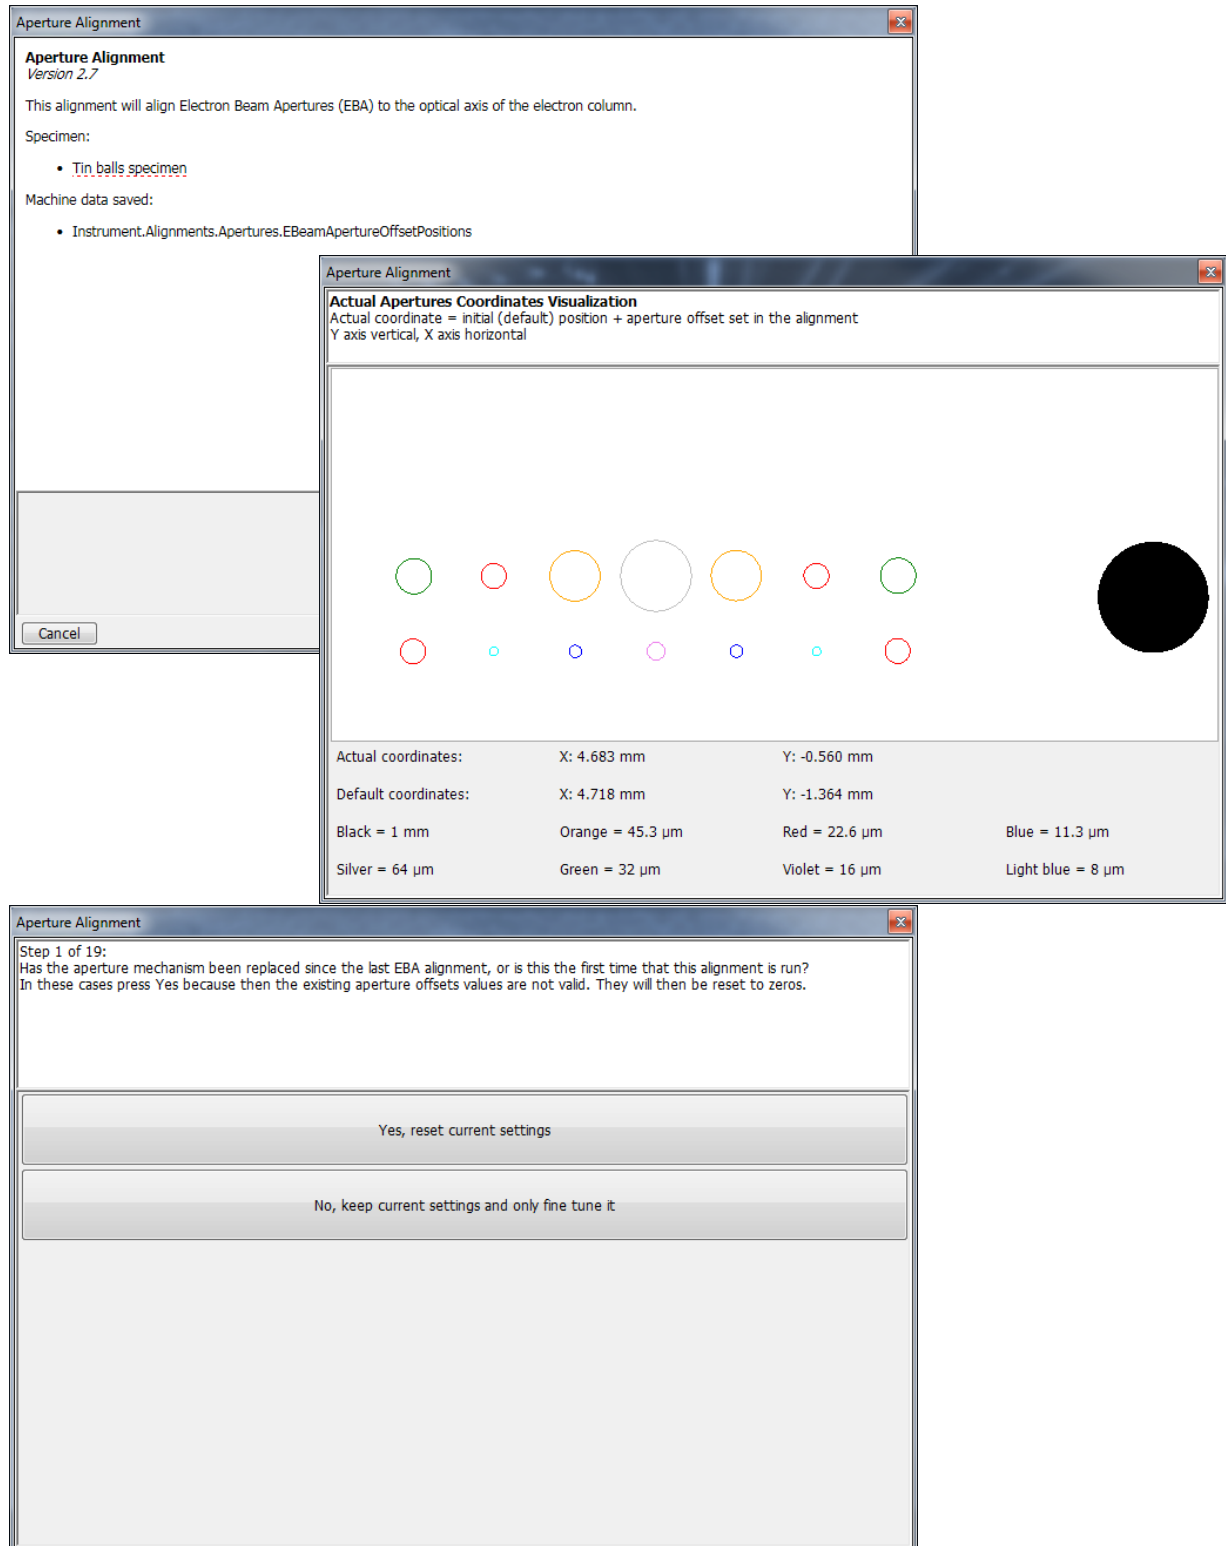 Aperture Alignment
Aperture Alignment
Version 2.7
This alignment will align Electron Beam Apertures (EBA) to the optical axis of the electron column.
Specimen:
• Tin balls specimen
Machine data saved:
• Instrument.Alignments.Apertures.EBeamApertureOffsetPositions
Cancel
Aperture Alignment
Actual Apertures Coordinates Visualization
Actual coordinate = initial (default) position + aperture offset set in the alignment
Y axis vertical, X axis horizontal
Actual coordinates: X: 4.683 mm Y: -0.560 mm
Default coordinates: X: 4.718 mm Y: -1.364 mm
Black = 1 mm Orange = 45.3 µm Red = 22.6 µm Blue = 11.3 µm
Silver = 64 µm Green = 32 µm Violet = 16 µm Light blue = 8 µm
Aperture Alignment
Step 1 of 19:
Has the aperture mechanism been replaced since the last EBA alignment, or is this the first time that this alignment is run?
In these cases press Yes because then the existing aperture offsets values are not valid. They will then be reset to zeros.
Yes, reset current settings
No, keep current settings and only fine tune it